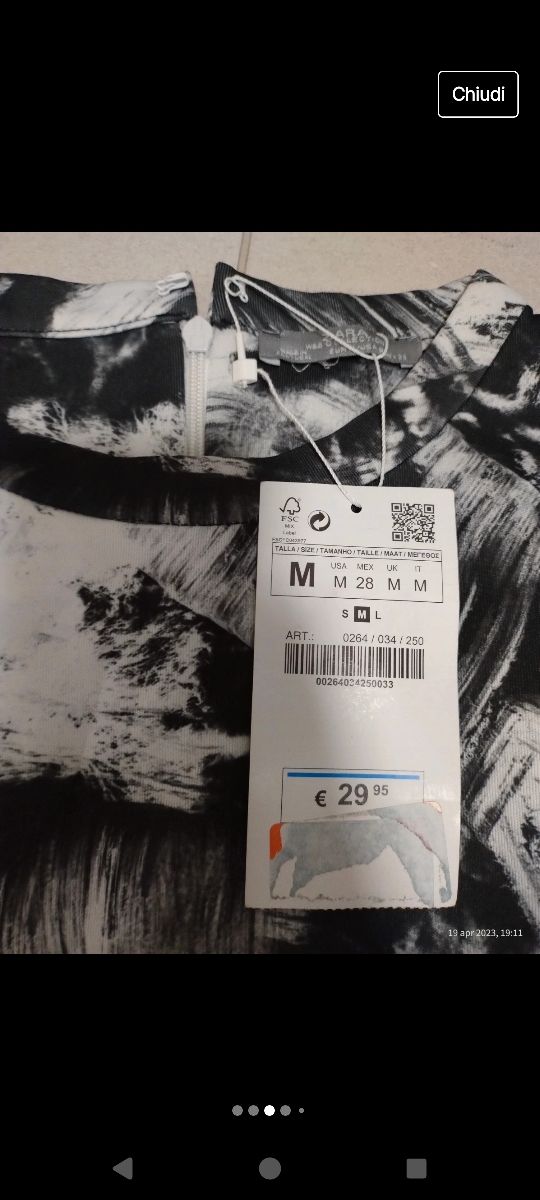 Chiudi
FSC
MIX
Label
TALLA / SIZE / TAMANHO / TAILLE / MAAT / ΜΕΓΕΘΟΣ
M
USA MEX UK IT
M 28 M M
S M L
ART.: 0264 / 034 / 250
00264034250033
€ 29 95
19 apr 2023, 19:11